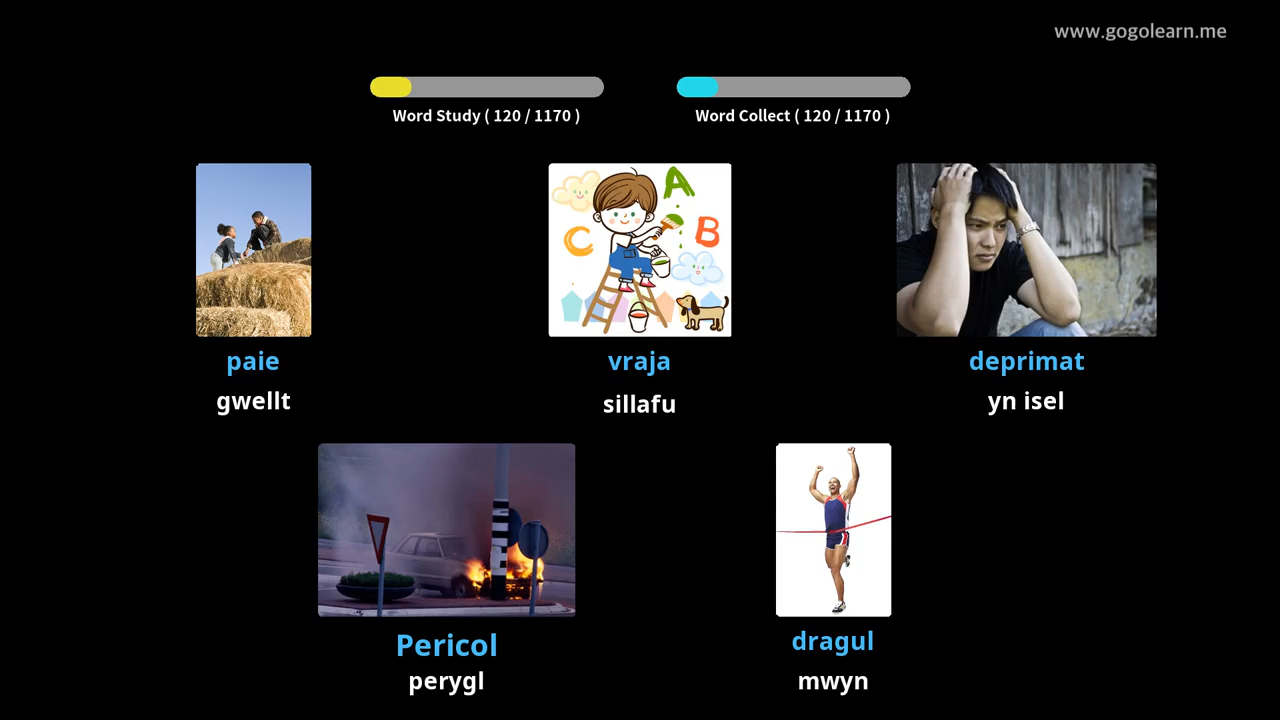 www.gogolearn.me
Word Study ( 120 / 1170 )
Word Collect ( 120 / 1170 )
A
B
C
paie
gwellt
vraja
sillafu
deprimat
yn isel
Pericol
perygl
dragul
mwyn